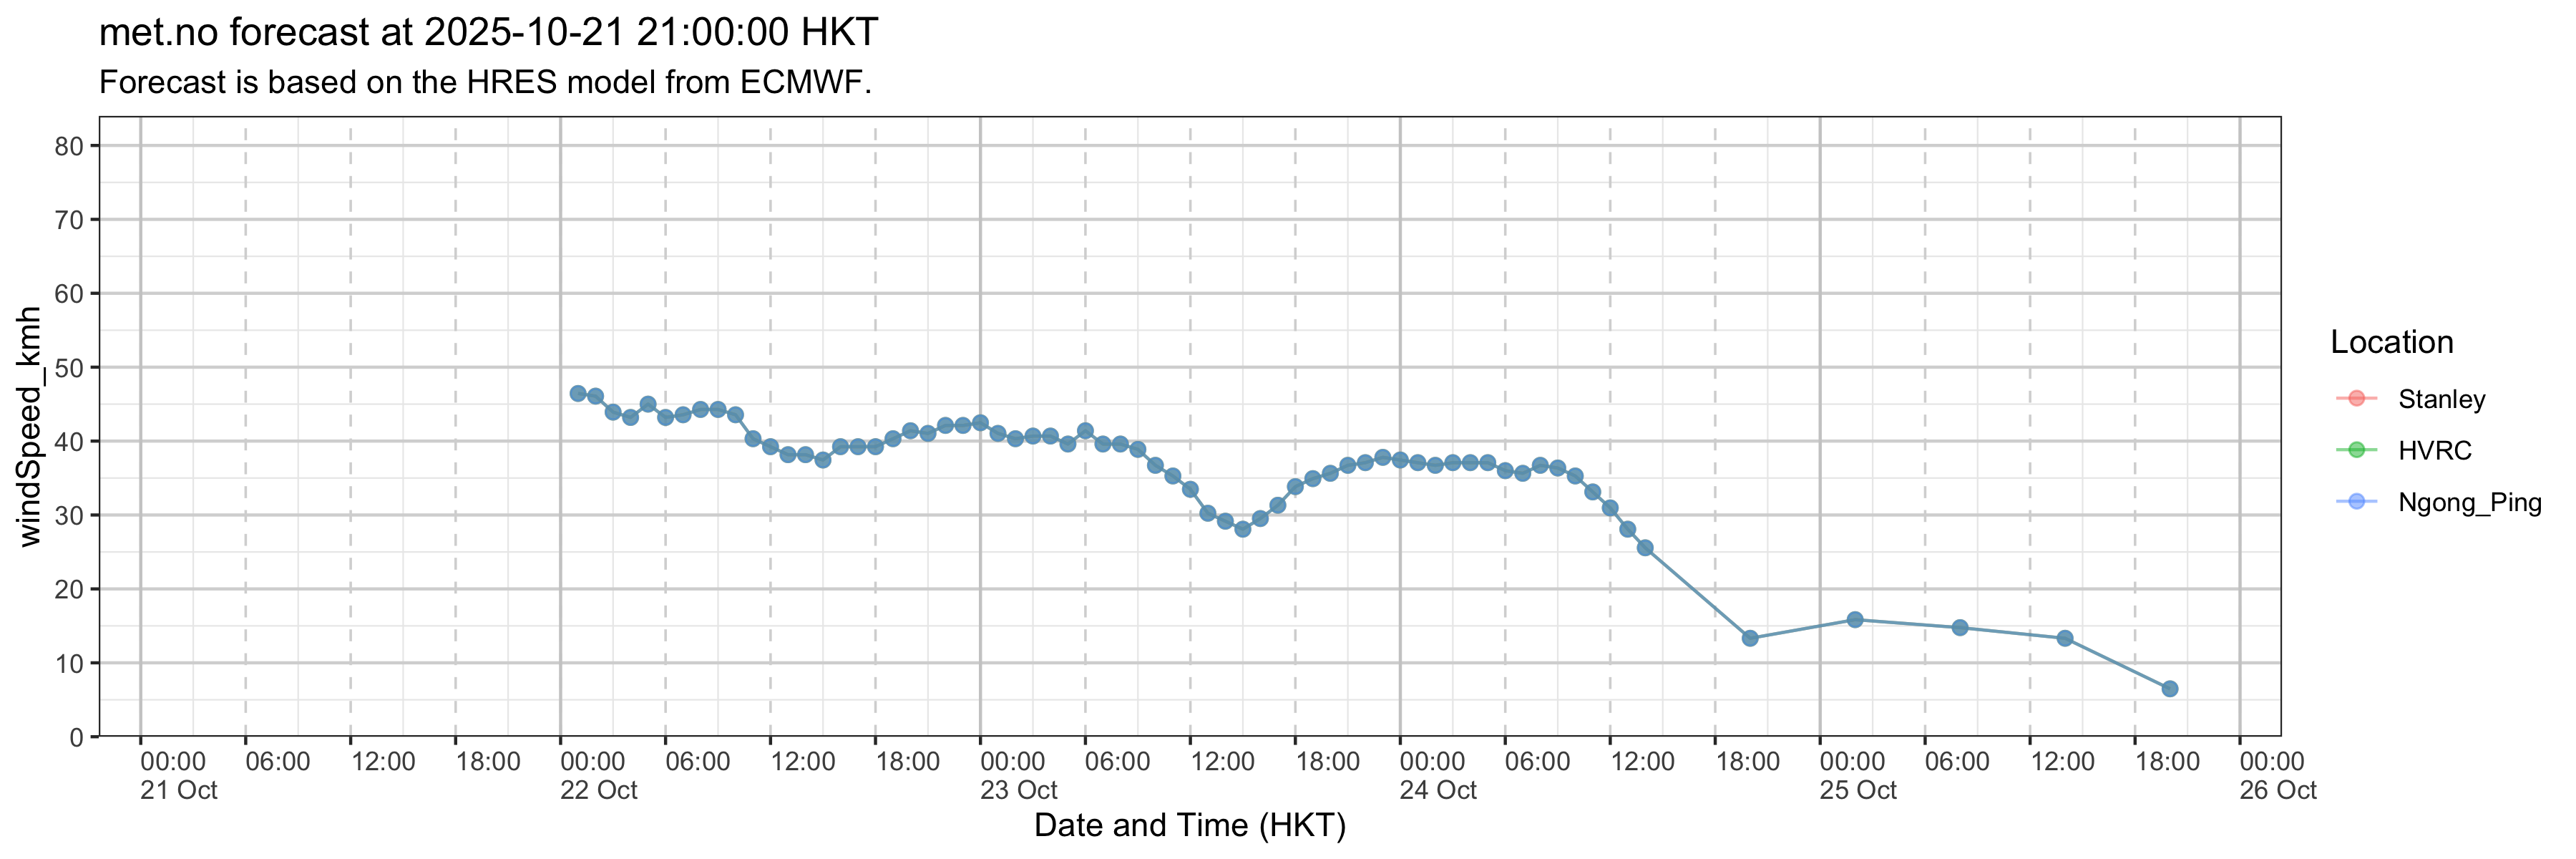 met.no forecast at 2025-10-21 21:00:00 HKT
Forecast is based on the HRES model from ECMWF.
80
70
60
50
40
30
20
10
0
windSpeed_kmh
00:00 06:00 12:00 18:00 00:00 06:00 12:00 18:00 00:00 06:00 12:00 18:00 00:00 06:00 12:00 18:00 00:00 06:00 12:00 18:00 00:00
21 Oct 22 Oct 23 Oct 24 Oct 25 Oct 26 Oct
Date and Time (HKT)
Location
Stanley
HVRC
Ngong_Ping